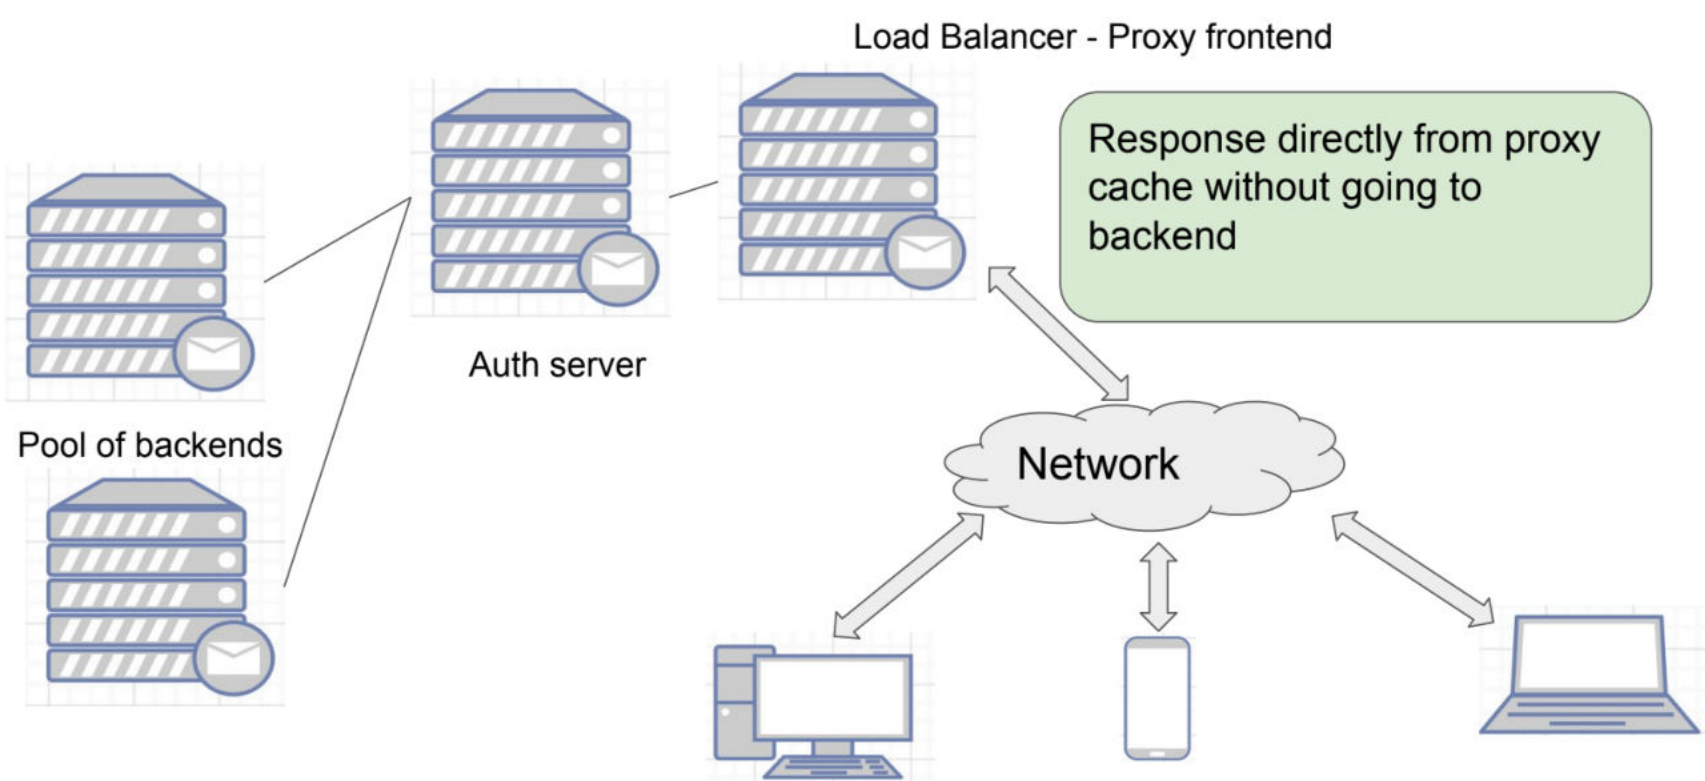 Load Balancer - Proxy frontend
Response directly from proxy
cache without going to
backend
Auth server
Pool of backends
Network